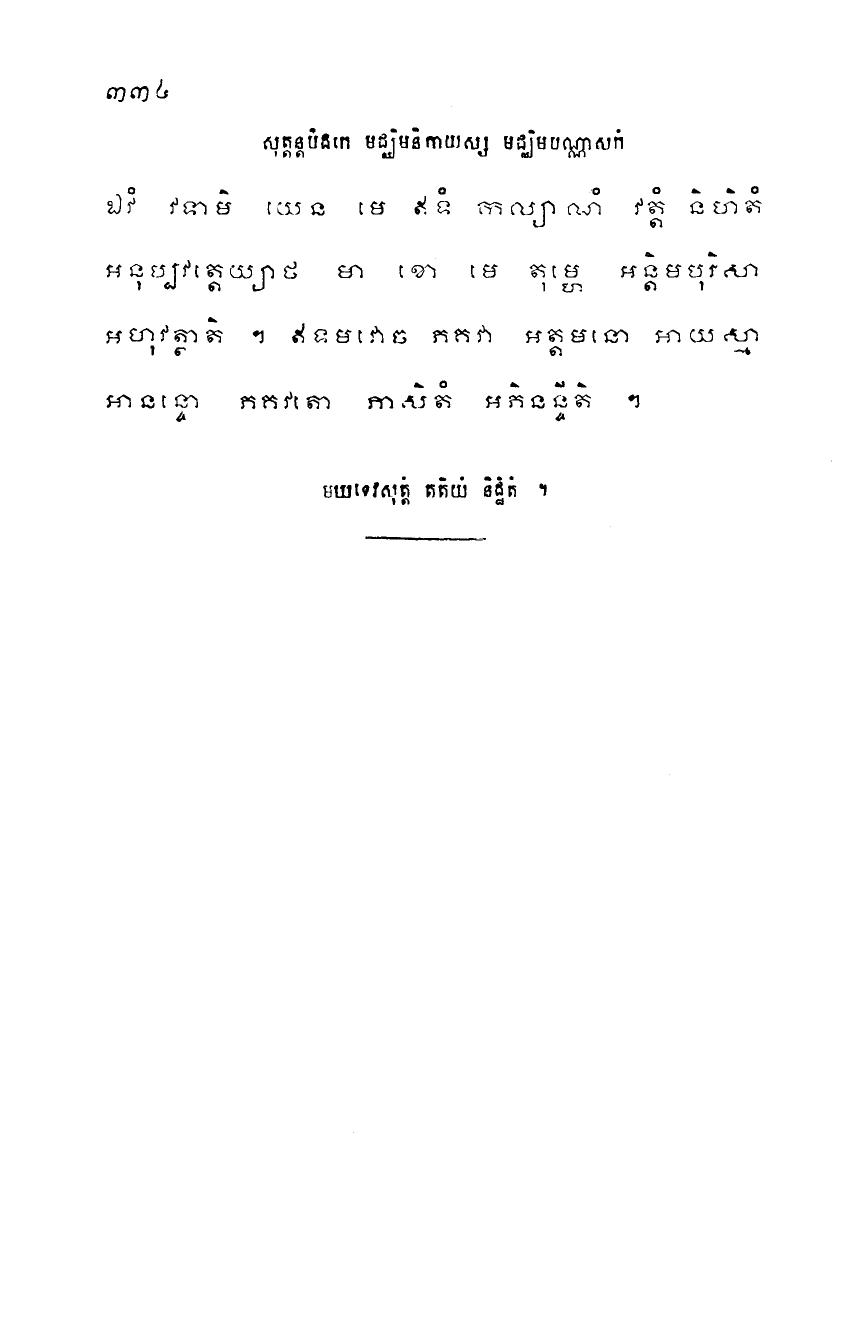 ៣៣៤
សុត្តន្តបិដកេ មជ្ឈិមនិកាយស្ស មជ្ឈិមបណ្ណាសកំ
ឯវំ វទាមិ យេន មេ ឥទំ កាល្យាណំ វត្តំ និហិតំ
អនុប្បវត្តេយ្យាថ មា ខោ មេ តុម្ហេ អន្តិមបុរិសា
អហុវត្ថាតិ ។ ឥទមវោច ភគវា អត្តមនោ អាយស្មា
អានន្ទោ ភគវតោ ភាសិតំ អភិនន្ទីតិ ។
មឃទេវសុត្តំ តតិយំ និដ្ឋិតំ ។